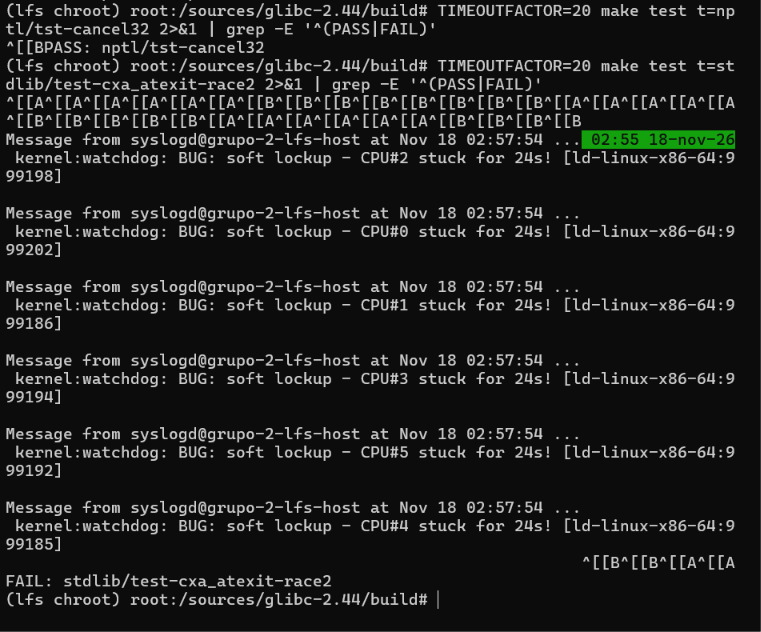 (lfs chroot) root:/sources/glibc-2.44/build# TIMEOUTFACTOR=20 make test t=np
tl/tst-cancel32 2>&1 | grep -E '^(PASS|FAIL)'
^[[BPASS: nptl/tst-cancel32
(lfs chroot) root:/sources/glibc-2.44/build# TIMEOUTFACTOR=20 make test t=st
dlib/test-cxa_atexit-race2 2>&1 | grep -E '^(PASS|FAIL)'
^[[A^[[A^[[A^[[A^[[A^[[A^[[B^[[B^[[B^[[B^[[B^[[B^[[B^[[B^[[A^[[A^[[A^[[A
^[[B^[[B^[[B^[[B^[[B^[[A^[[A^[[A^[[A^[[A^[[B^[[B^[[B^[[B
Message from syslogd@grupo-2-lfs-host at Nov 18 02:57:54 ... 02:55 18-nov-26
 kernel:watchdog: BUG: soft lockup - CPU#2 stuck for 24s! [ld-linux-x86-64:9
99198]

Message from syslogd@grupo-2-lfs-host at Nov 18 02:57:54 ...
 kernel:watchdog: BUG: soft lockup - CPU#0 stuck for 24s! [ld-linux-x86-64:9
99202]

Message from syslogd@grupo-2-lfs-host at Nov 18 02:57:54 ...
 kernel:watchdog: BUG: soft lockup - CPU#1 stuck for 24s! [ld-linux-x86-64:9
99186]

Message from syslogd@grupo-2-lfs-host at Nov 18 02:57:54 ...
 kernel:watchdog: BUG: soft lockup - CPU#3 stuck for 24s! [ld-linux-x86-64:9
99194]

Message from syslogd@grupo-2-lfs-host at Nov 18 02:57:54 ...
 kernel:watchdog: BUG: soft lockup - CPU#5 stuck for 24s! [ld-linux-x86-64:9
99192]

Message from syslogd@grupo-2-lfs-host at Nov 18 02:57:54 ...
 kernel:watchdog: BUG: soft lockup - CPU#4 stuck for 24s! [ld-linux-x86-64:9
99185]
^[[B^[[B^[[A^[[A
FAIL: stdlib/test-cxa_atexit-race2
(lfs chroot) root:/sources/glibc-2.44/build#